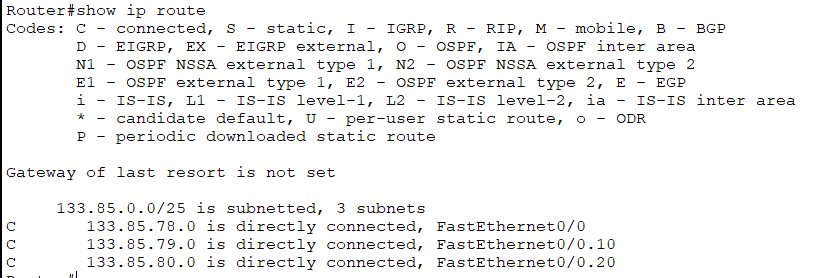 Router#show ip route
Codes: C - connected, S - static, I - IGRP, R - RIP, M - mobile, B - BGP
       D - EIGRP, EX - EIGRP external, O - OSPF, IA - OSPF inter area
       N1 - OSPF NSSA external type 1, N2 - OSPF NSSA external type 2
       E1 - OSPF external type 1, E2 - OSPF external type 2, E - EGP
       i - IS-IS, L1 - IS-IS level-1, L2 - IS-IS level-2, ia - IS-IS inter area
       * - candidate default, U - per-user static route, o - ODR
       P - periodic downloaded static route

Gateway of last resort is not set

     133.85.0.0/25 is subnetted, 3 subnets
C       133.85.78.0 is directly connected, FastEthernet0/0
C       133.85.79.0 is directly connected, FastEthernet0/0.10
C       133.85.80.0 is directly connected, FastEthernet0/0.20